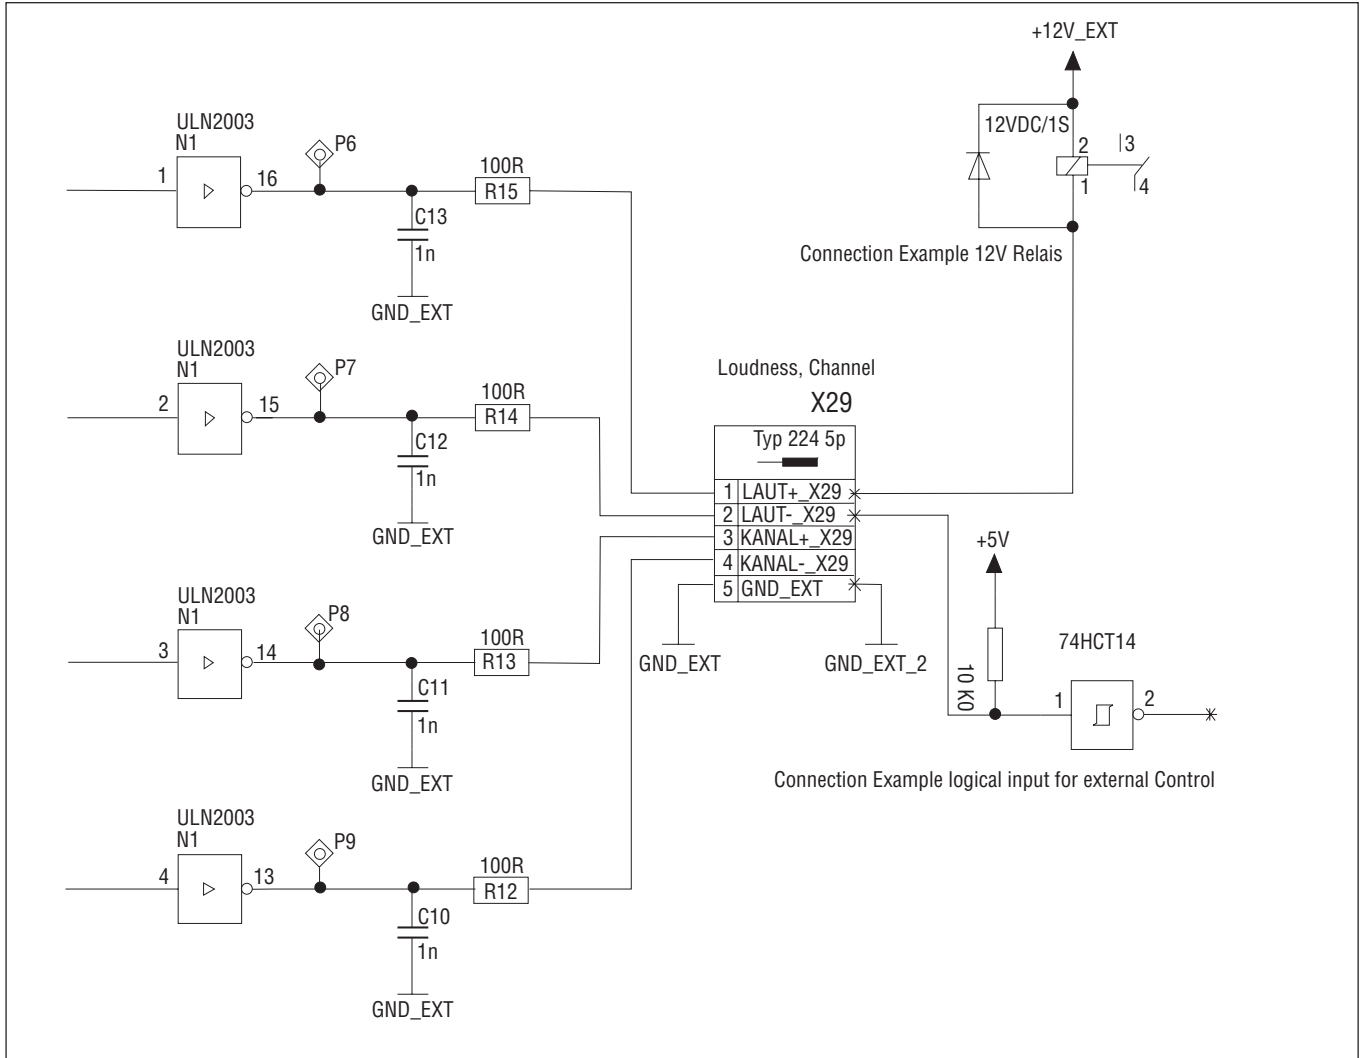 +12V_EXT
12VDC/1S
2
1
3
4
Connection Example 12V Relais
ULN2003
N1
1
16
P6
100R
R15
C13
1n
GND_EXT
ULN2003
N1
2
15
P7
100R
R14
C12
1n
GND_EXT
Loudness, Channel
X29
Typ 224 5p
1 LAUT+_X29
2 LAUT-_X29
3 KANAL+_X29
4 KANAL-_X29
5 GND_EXT
GND_EXT
GND_EXT_2
+5V
10 K0
74HCT14
1
2
Connection Example logical input for external Control
ULN2003
N1
3
14
P8
100R
R13
C11
1n
GND_EXT
ULN2003
N1
4
13
P9
100R
R12
C10
1n
GND_EXT